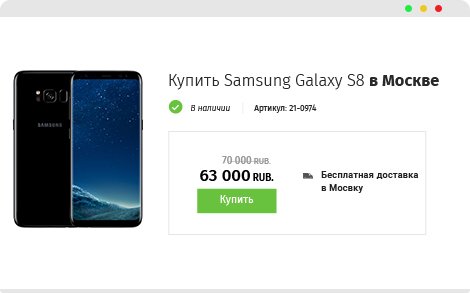 Купить Samsung Galaxy S8 в Москве
В наличии
Артикул: 21-0974
SAMSUNG
70 000 RUB.
63 000 RUB.
Купить
Бесплатная доставка
в Мосвку